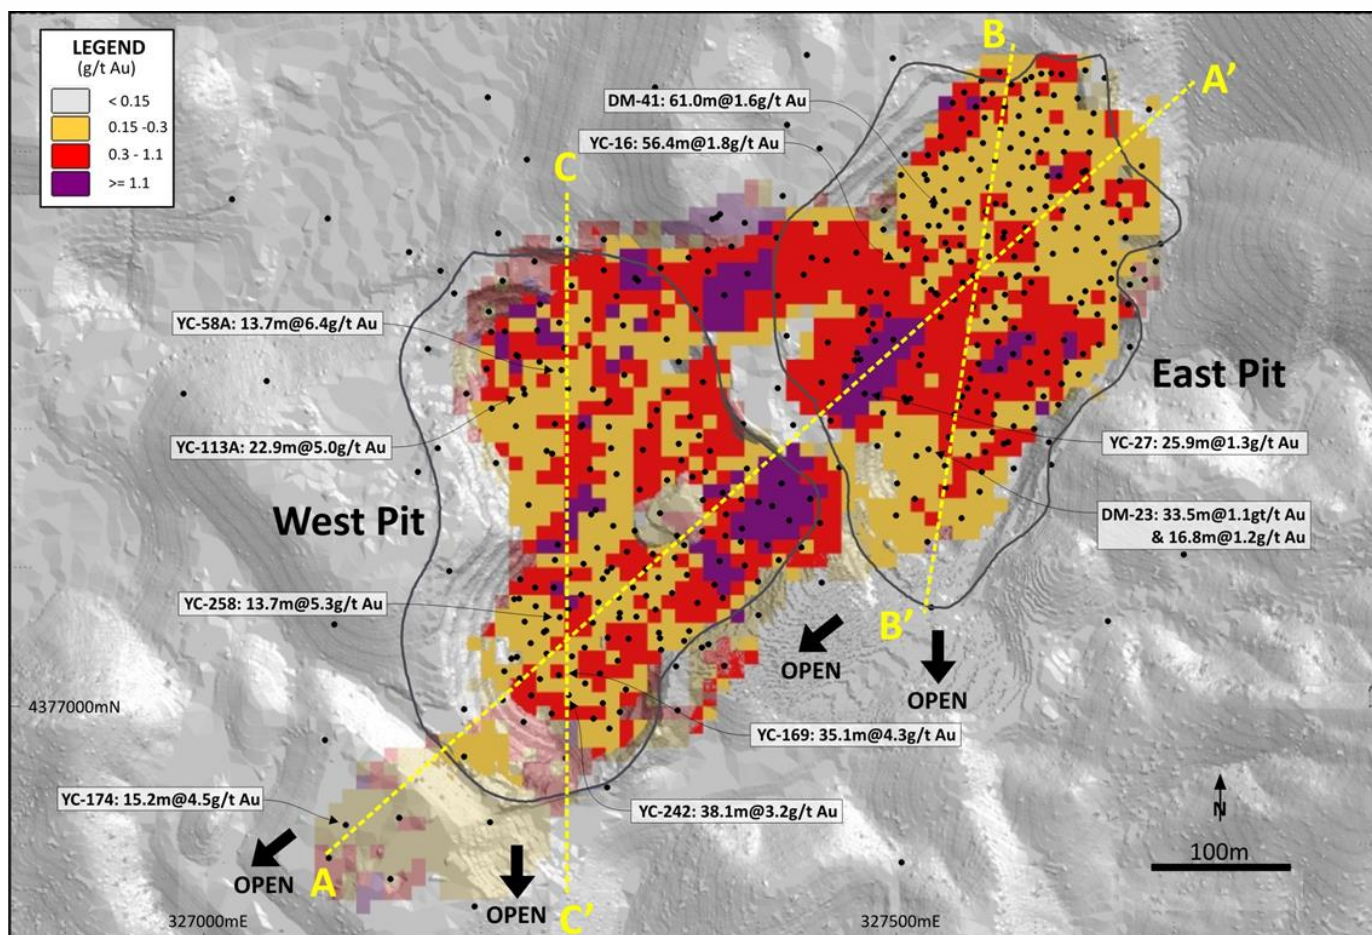 LEGEND
(g/t Au)
< 0.15
0.15 -0.3
0.3 - 1.1
>= 1.1
B
A'
DM-41: 61.0m@1.6g/t Au
YC-16: 56.4m@1.8g/t Au
C
YC-58A: 13.7m@6.4g/t Au
East Pit
YC-113A: 22.9m@5.0g/t Au
YC-27: 25.9m@1.3g/t Au
West Pit
DM-23: 33.5m@1.1gt/t Au
& 16.8m@1.2g/t Au
YC-258: 13.7m@5.3g/t Au
B'
OPEN
OPEN
4377000mN
YC-169: 35.1m@4.3g/t Au
YC-174: 15.2m@4.5g/t Au
YC-242: 38.1m@3.2g/t Au
N
100m
OPEN
A
OPEN
C'
327000mE
327500mE